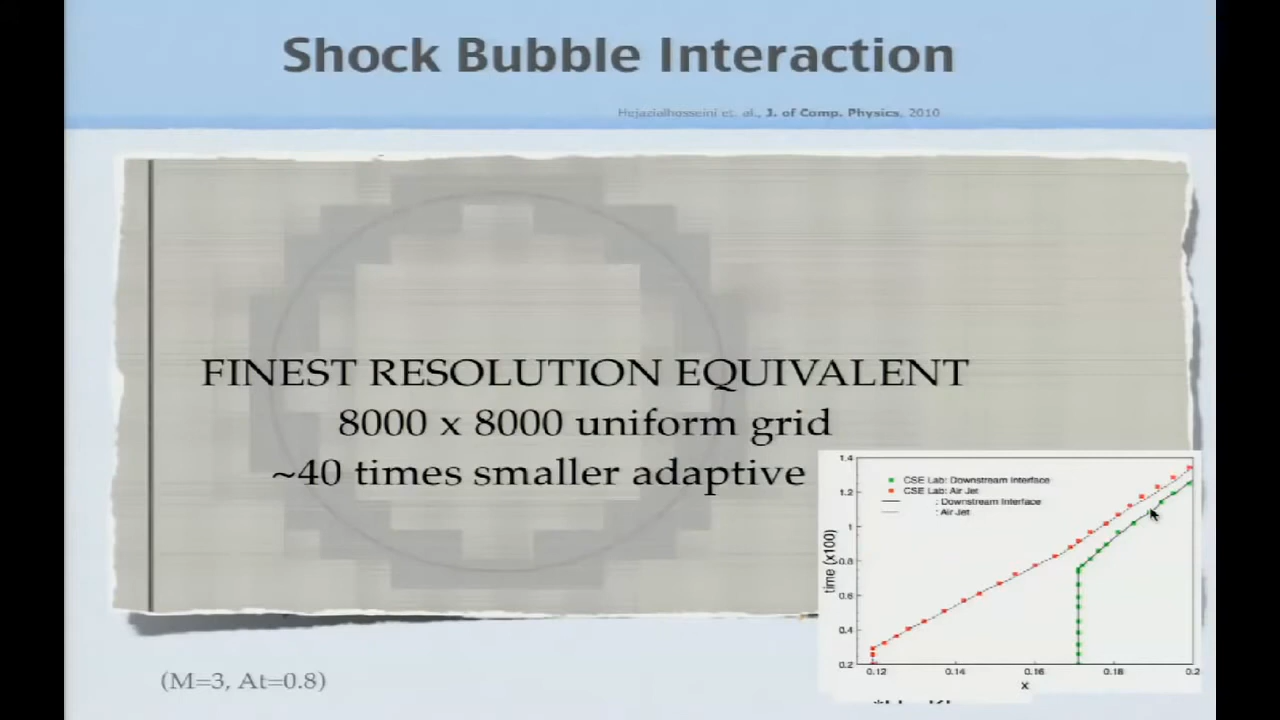 Shock Bubble Interaction
Hejazialhosseini et. al., J. of Comp. Physics, 2010
FINEST RESOLUTION EQUIVALENT
8000 x 8000 uniform grid
~40 times smaller adaptive
1.4
CSE Lab: Downstream Interface
CSE Lab: Air Jet
: Downstream Interface
: Air Jet
1.2
1
0.8
0.6
0.4
0.2
time (x100)
0.12 0.14 0.16 0.18 0.2
x
(M=3, At=0.8)